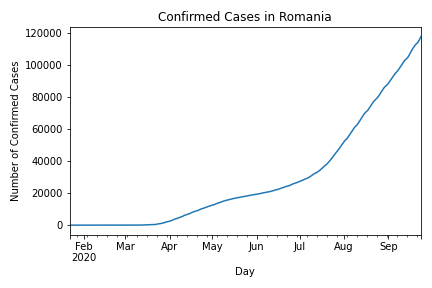 Confirmed Cases in Romania
Number of Confirmed Cases
120000
100000
80000
60000
40000
20000
0
Feb Mar Apr May Jun Jul Aug Sep
2020
Day